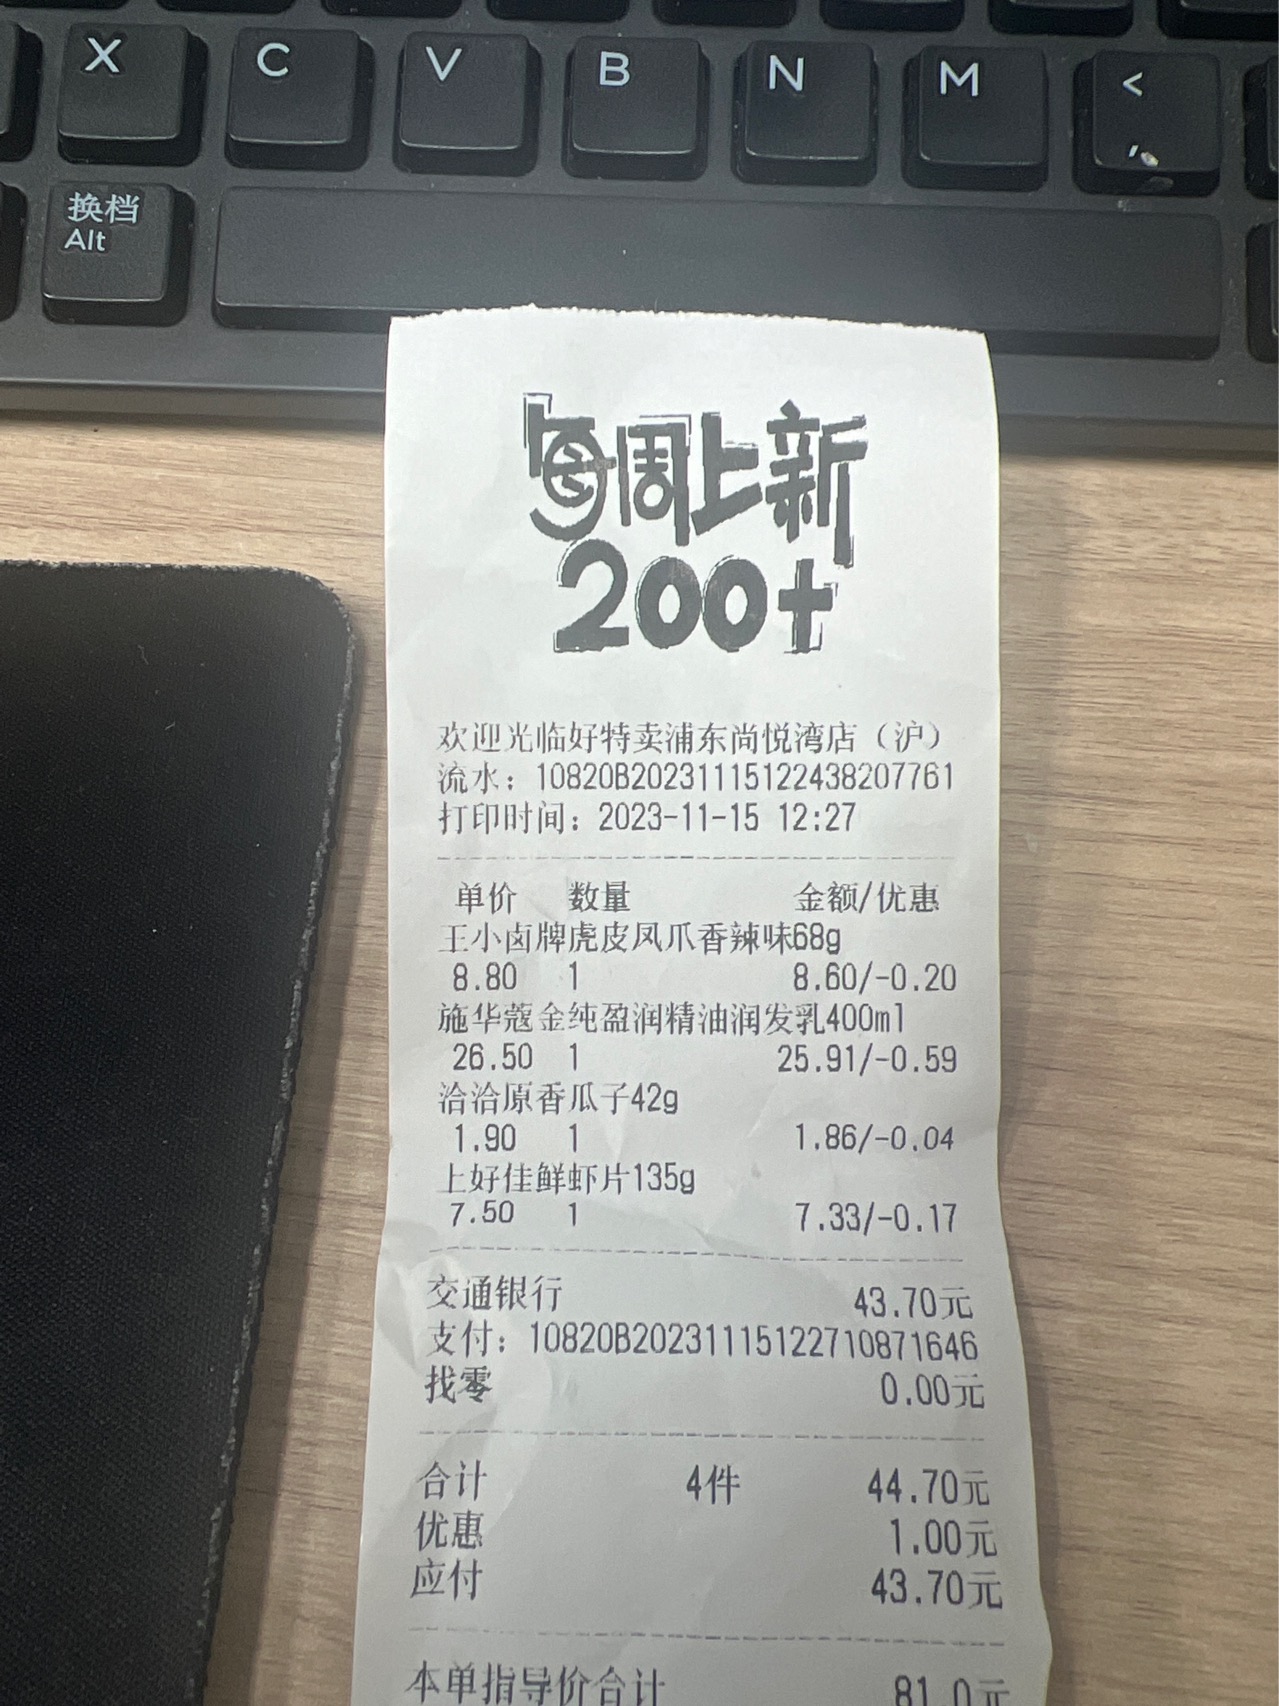 X C V B N M <
,
换档
Alt
每周上新
200+
欢迎光临好特卖浦东尚悦湾店（沪）
流水：10820B20231115122438207761
打印时间：2023-11-15 12:27
单价 数量 金额/优惠
王小卤牌虎皮凤爪香辣味68g
8.80 1 8.60/-0.20
施华蔻金纯盈润精油润发乳400ml
26.50 1 25.91/-0.59
洽洽原香瓜子42g
1.90 1 1.86/-0.04
上好佳鲜虾片135g
7.50 1 7.33/-0.17
交通银行 43.70元
支付：10820B20231115122710871646
找零 0.00元
合计 4件 44.70元
优惠 1.00元
应付 43.70元
本单指导价合计 81.0元